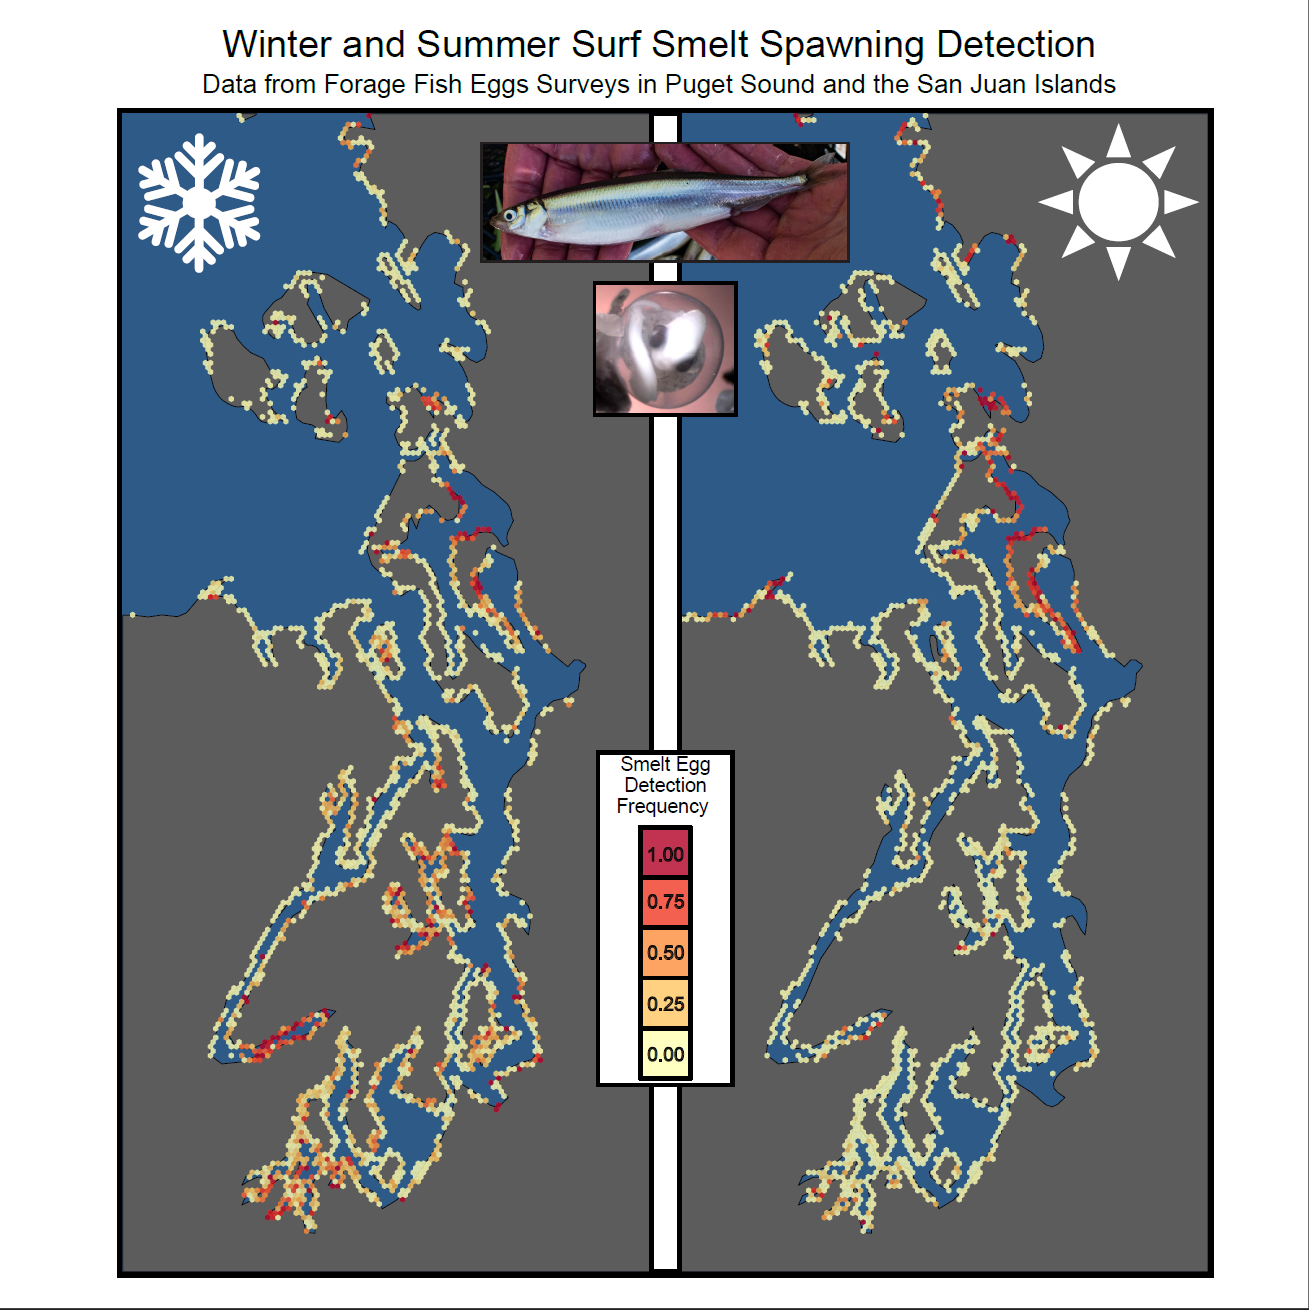 Winter and Summer Surf Smelt Spawning Detection
Data from Forage Fish Eggs Surveys in Puget Sound and the San Juan Islands
Smelt Egg
Detection
Frequency
1.00
0.75
0.50
0.25
0.00